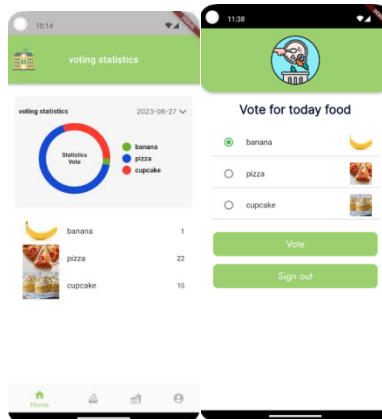 10:14
voting statistics
voting statistics
2023-08-27
Statistics
Vote
banana
pizza
cupcake
banana 1
pizza 22
cupcake 10
Home
11:38
Vote for today food
banana
pizza
cupcake
Vote
Sign out